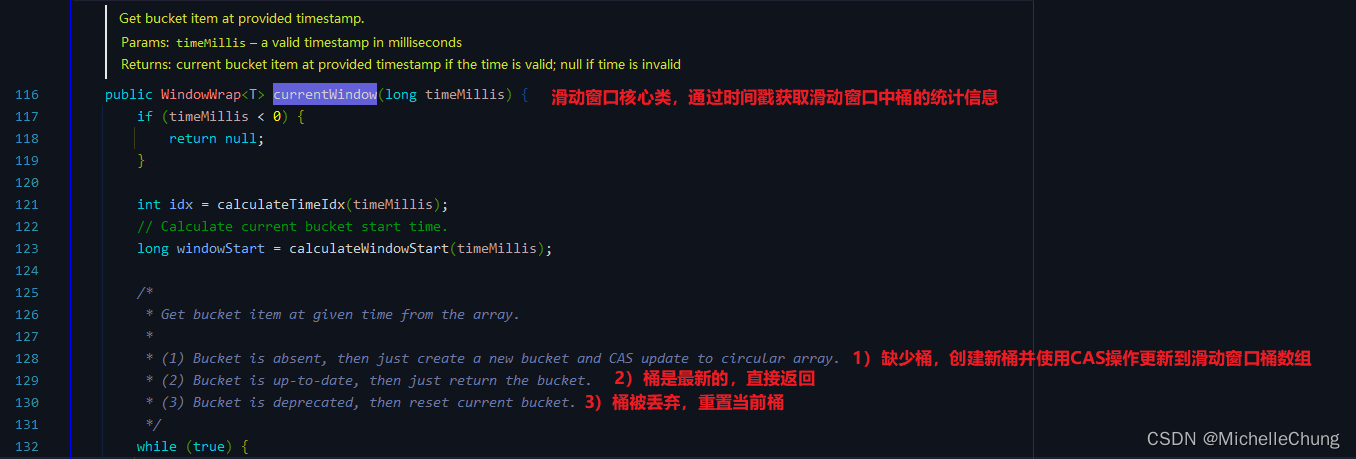 Get bucket item at provided timestamp.
Params: timeMillis – a valid timestamp in milliseconds
Returns: current bucket item at provided timestamp if the time is valid; null if time is invalid
116 public WindowWrap<T> currentWindow(long timeMillis) { 滑动窗口核心类，通过时间戳获取滑动窗口中桶的统计信息
117 if (timeMillis < 0) {
118 return null;
119 }
120
121 int idx = calculateTimeIdx(timeMillis);
122 // Calculate current bucket start time.
123 long windowStart = calculateWindowStart(timeMillis);
124
125 /*
126 * Get bucket item at given time from the array.
127 *
128 * (1) Bucket is absent, then just create a new bucket and CAS update to circular array. 1）缺少桶，创建新桶并使用CAS操作更新到滑动窗口桶数组
129 * (2) Bucket is up-to-date, then just return the bucket. 2）桶是最新的，直接返回
130 * (3) Bucket is deprecated, then reset current bucket. 3）桶被丢弃，重置当前桶
131 */
132 while (true) {
CSDN @MichelleChung